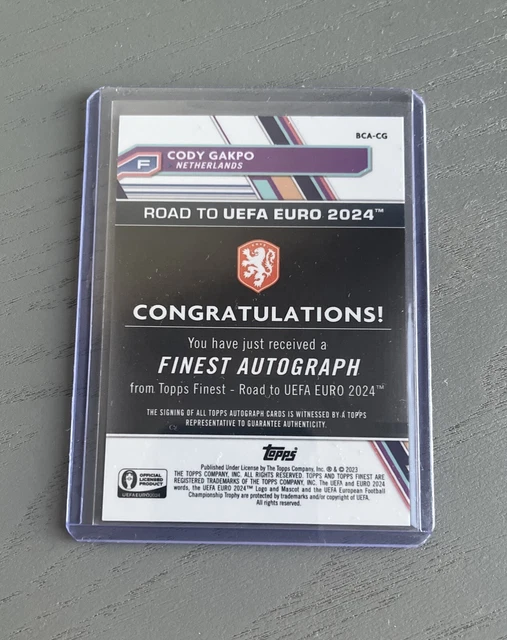 BCA-CG
CODY GAKPO
F
NETHERLANDS
ROAD TO UEFA EURO 2024™
CONGRATULATIONS!
You have just received a
FINEST AUTOGRAPH
from Topps Finest - Road to UEFA EURO 2024™
THE SIGNING OF ALL TOPPS AUTOGRAPH CARDS IS WITNESSED BY A TOPPS
REPRESENTATIVE TO GUARANTEE AUTHENTICITY.
Topps
Published Under License by The Topps Company, Inc. ® & © 2023
THE TOPPS COMPANY, INC. ALL RIGHTS RESERVED. TOPPS AND TOPPS FINEST ARE
REGISTERED TRADEMARKS OF THE TOPPS COMPANY, INC. The UEFA and EURO 2024
words, the UEFA EURO 2024™ Logo and Mascot and the UEFA European Football
Championship Trophy are protected by trademarks and/or copyright of UEFA.
All rights reserved.
OFFICIAL
LICENSED
PRODUCT
UEFA EURO2024